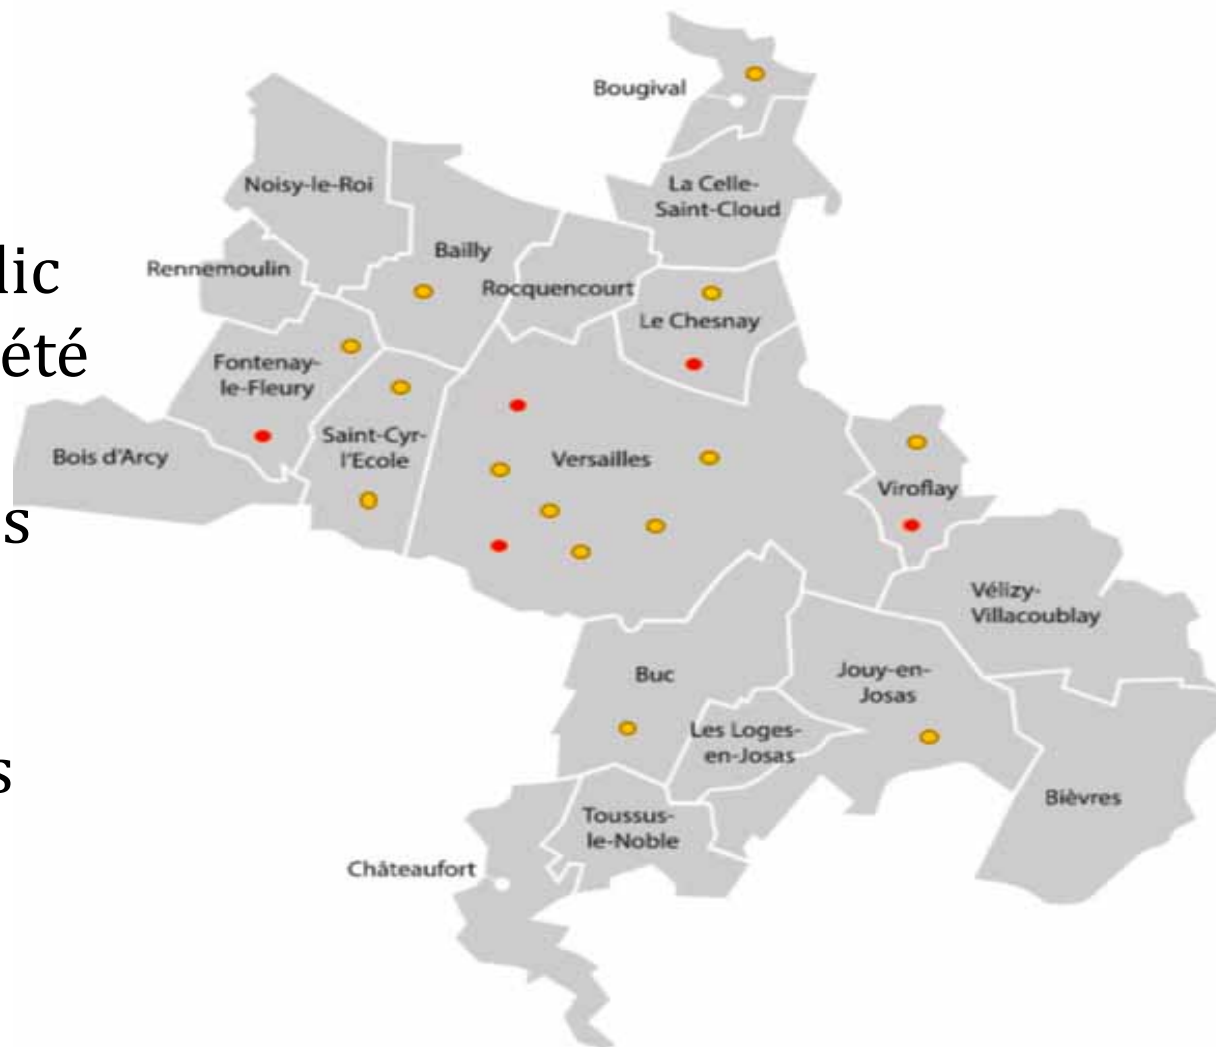 lic
été
s
s
Bougival
Noisy-le-Roi
La Celle-
Saint-Cloud
Bailly
Rennemoulin
Rocquencourt
Le Chesnay
Fontenay-
le-Fleury
Saint-Cyr-
l'Ecole
Bois d'Arcy
Versailles
Viroflay
Vélizy-
Villacoublay
Buc
Jouy-en-
Josas
Les Loges-
en-Josas
Bièvres
Toussus-
le-Noble
Châteaufort